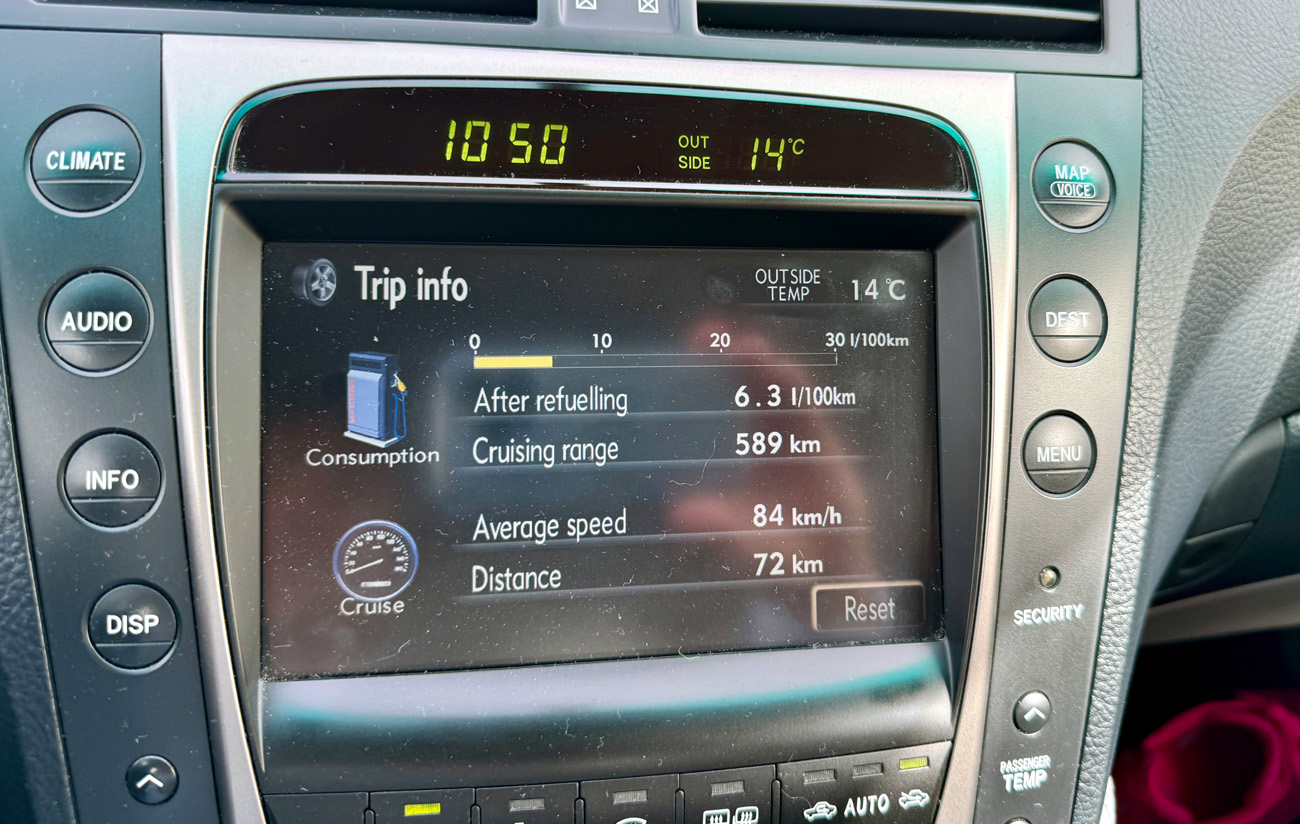 10 50 OUT SIDE 14°C
CLIMATE
AUDIO
INFO
DISP
Trip info
OUTSIDE TEMP 14°C
0 10 20 30 l/100km
After refuelling 6.3 l/100km
Cruising range 589 km
Consumption
Average speed 84 km/h
Distance 72 km
Cruise
Reset
MAP
VOICE
DEST
MENU
SECURITY
PASSENGER
TEMP
AUTO